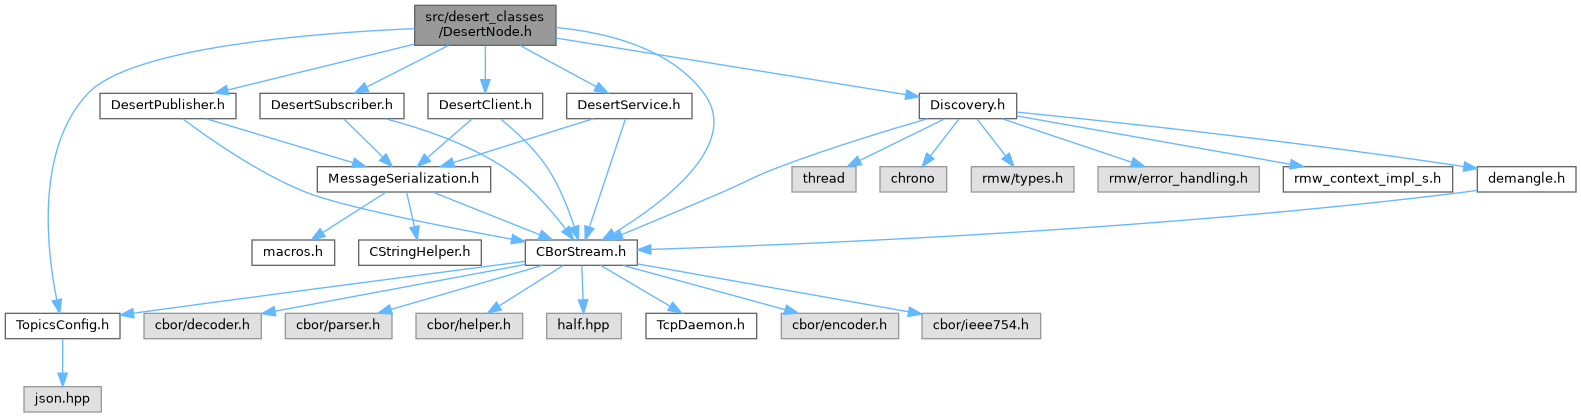 src/desert_classes
/DesertNode.h
DesertPublisher.h
DesertSubscriber.h
DesertClient.h
DesertService.h
Discovery.h
MessageSerialization.h
thread
chrono
rmw/types.h
rmw/error_handling.h
rmw_context_impl_s.h
demangle.h
macros.h
CStringHelper.h
CBorStream.h
TopicsConfig.h
cbor/decoder.h
cbor/parser.h
cbor/helper.h
half.hpp
TcpDaemon.h
cbor/encoder.h
cbor/ieee754.h
json.hpp